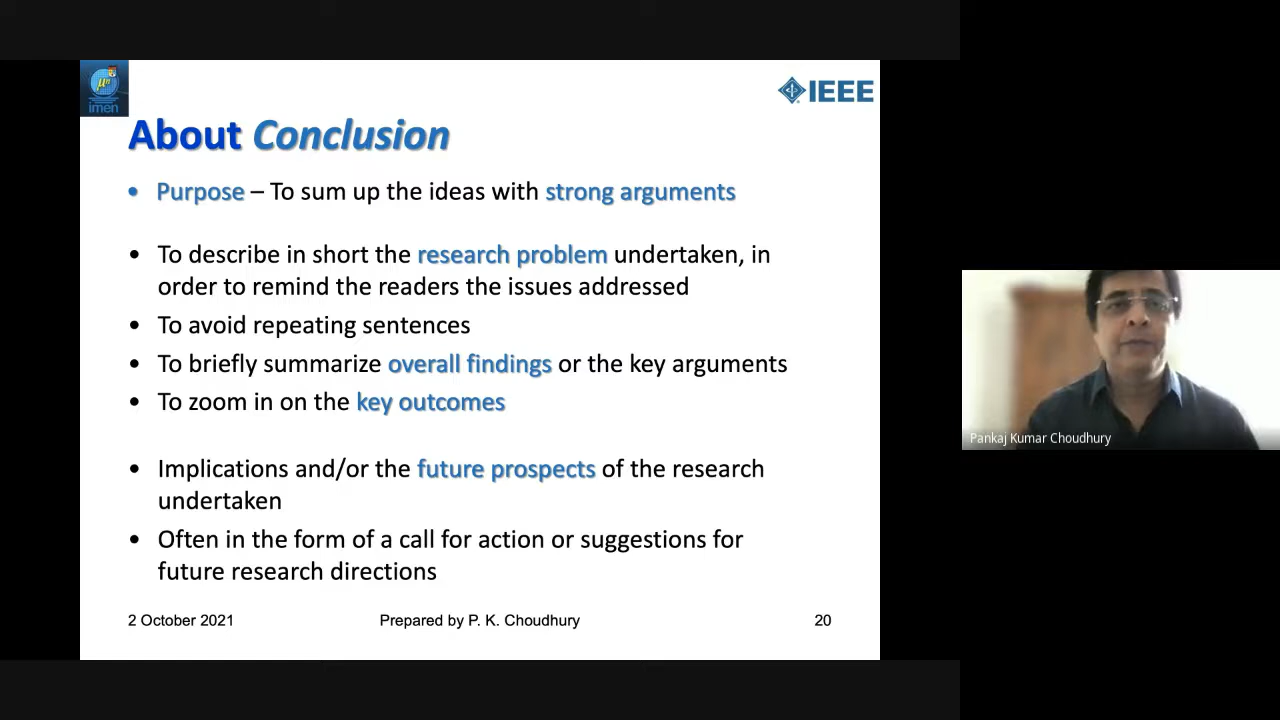 μn
imen
IEEE
About Conclusion
• Purpose – To sum up the ideas with strong arguments
• To describe in short the research problem undertaken, in
order to remind the readers the issues addressed
• To avoid repeating sentences
• To briefly summarize overall findings or the key arguments
• To zoom in on the key outcomes
• Implications and/or the future prospects of the research
undertaken
• Often in the form of a call for action or suggestions for
future research directions
2 October 2021 Prepared by P. K. Choudhury 20
Pankaj Kumar Choudhury